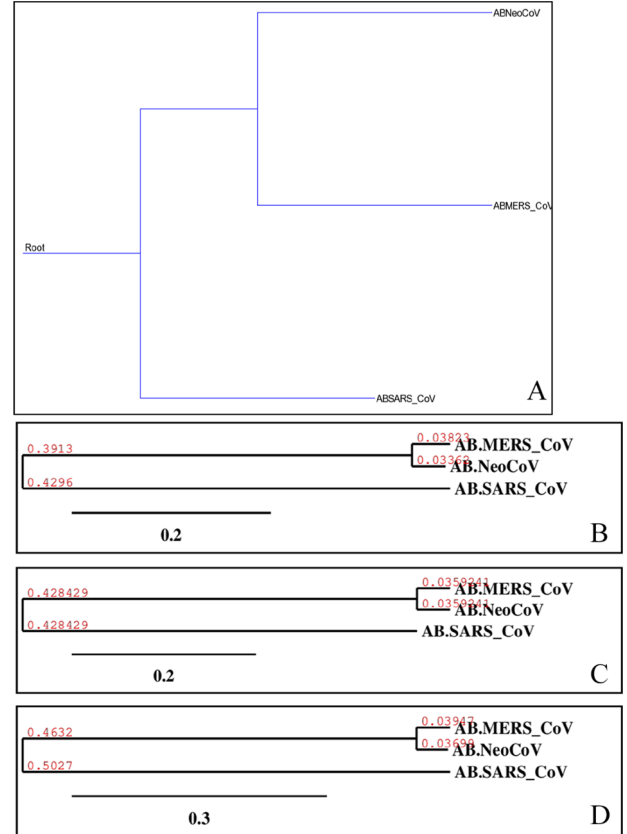 ABNeoCoV
ABMERS_CoV
Root
ABSARS_CoV
A
0.03823
0.3913
AB.MERS_CoV
0.03362
AB.NeoCoV
0.4296
AB.SARS_CoV
0.2
B
0.0359241
0.428429
AB.MERS_CoV
0.0359241
AB.NeoCoV
0.428429
AB.SARS_CoV
0.2
C
0.03947
0.4632
AB.MERS_CoV
0.03699
AB.NeoCoV
0.5027
AB.SARS_CoV
0.3
D